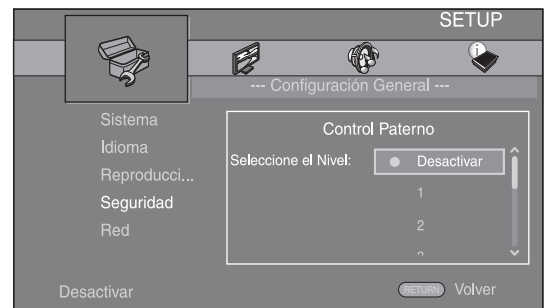 SETUP
--- Configuración General ---
Sistema
Idioma
Reproducci...
Seguridad
Red
Control Paterno
Seleccione el Nivel:
Desactivar
1
2
Desactivar
RETURN Volver